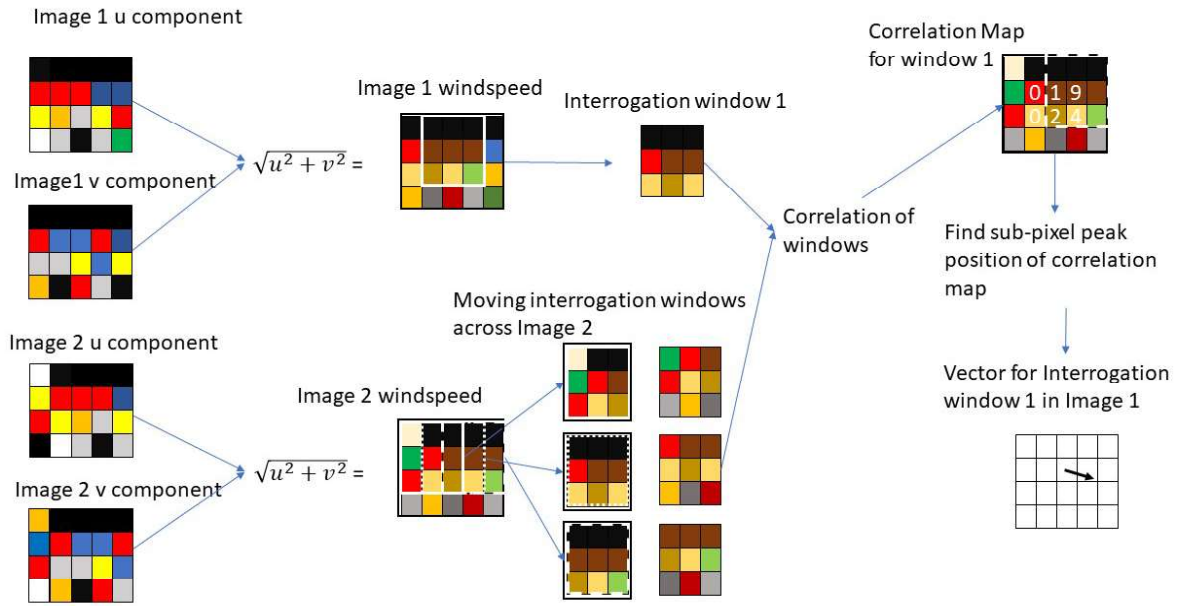 Image 1 u component
Image1 v component
√u² + v² =
Image 1 windspeed
Interrogation window 1
Correlation Map
for window 1
0 1 9
0 2 4
Correlation of
windows
Find sub-pixel peak
position of correlation
map
Moving interrogation windows
across Image 2
Image 2 u component
Image 2 v component
√u² + v² =
Image 2 windspeed
Vector for Interrogation
window 1 in Image 1